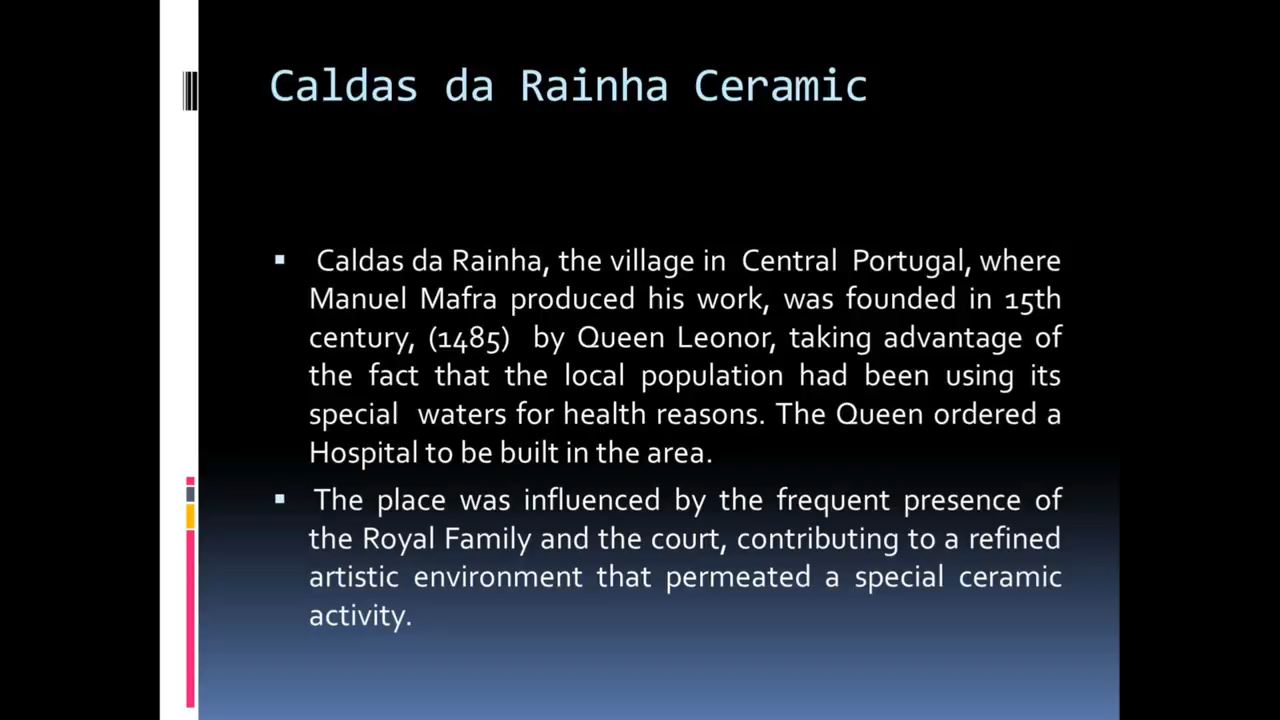 Caldas da Rainha Ceramic
▪ Caldas da Rainha, the village in Central Portugal, where
Manuel Mafra produced his work, was founded in 15th
century, (1485) by Queen Leonor, taking advantage of
the fact that the local population had been using its
special waters for health reasons. The Queen ordered a
Hospital to be built in the area.
▪ The place was influenced by the frequent presence of
the Royal Family and the court, contributing to a refined
artistic environment that permeated a special ceramic
activity.